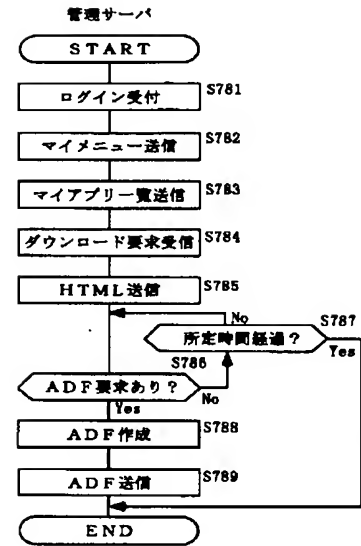 管理サーバ
START
ログイン受付 S781
マイメニュー送信 S782
マイアプリ一覧送信 S783
ダウンロード要求受信 S784
HTML送信 S785
No S787
所定時間経過？
Yes
S786
ADF要求あり？
No
Yes
ADF作成 S788
ADF送信 S789
END